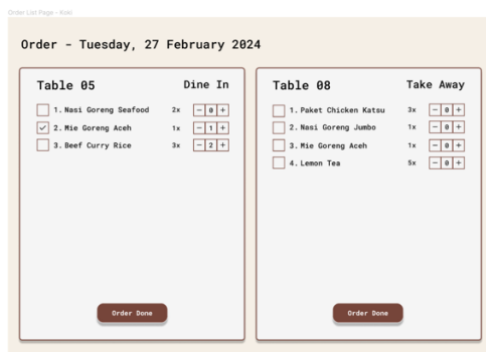 Order List Page - Koki
Order - Tuesday, 27 February 2024
Table 05 Dine In
1. Nasi Goreng Seafood 2x - 0 +
2. Mie Goreng Aceh 1x - 1 +
3. Beef Curry Rice 3x - 2 +
Order Done
Table 08 Take Away
1. Paket Chicken Katsu 3x - 0 +
2. Nasi Goreng Jumbo 1x - 0 +
3. Mie Goreng Aceh 1x - 0 +
4. Lemon Tea 5x - 0 +
Order Done